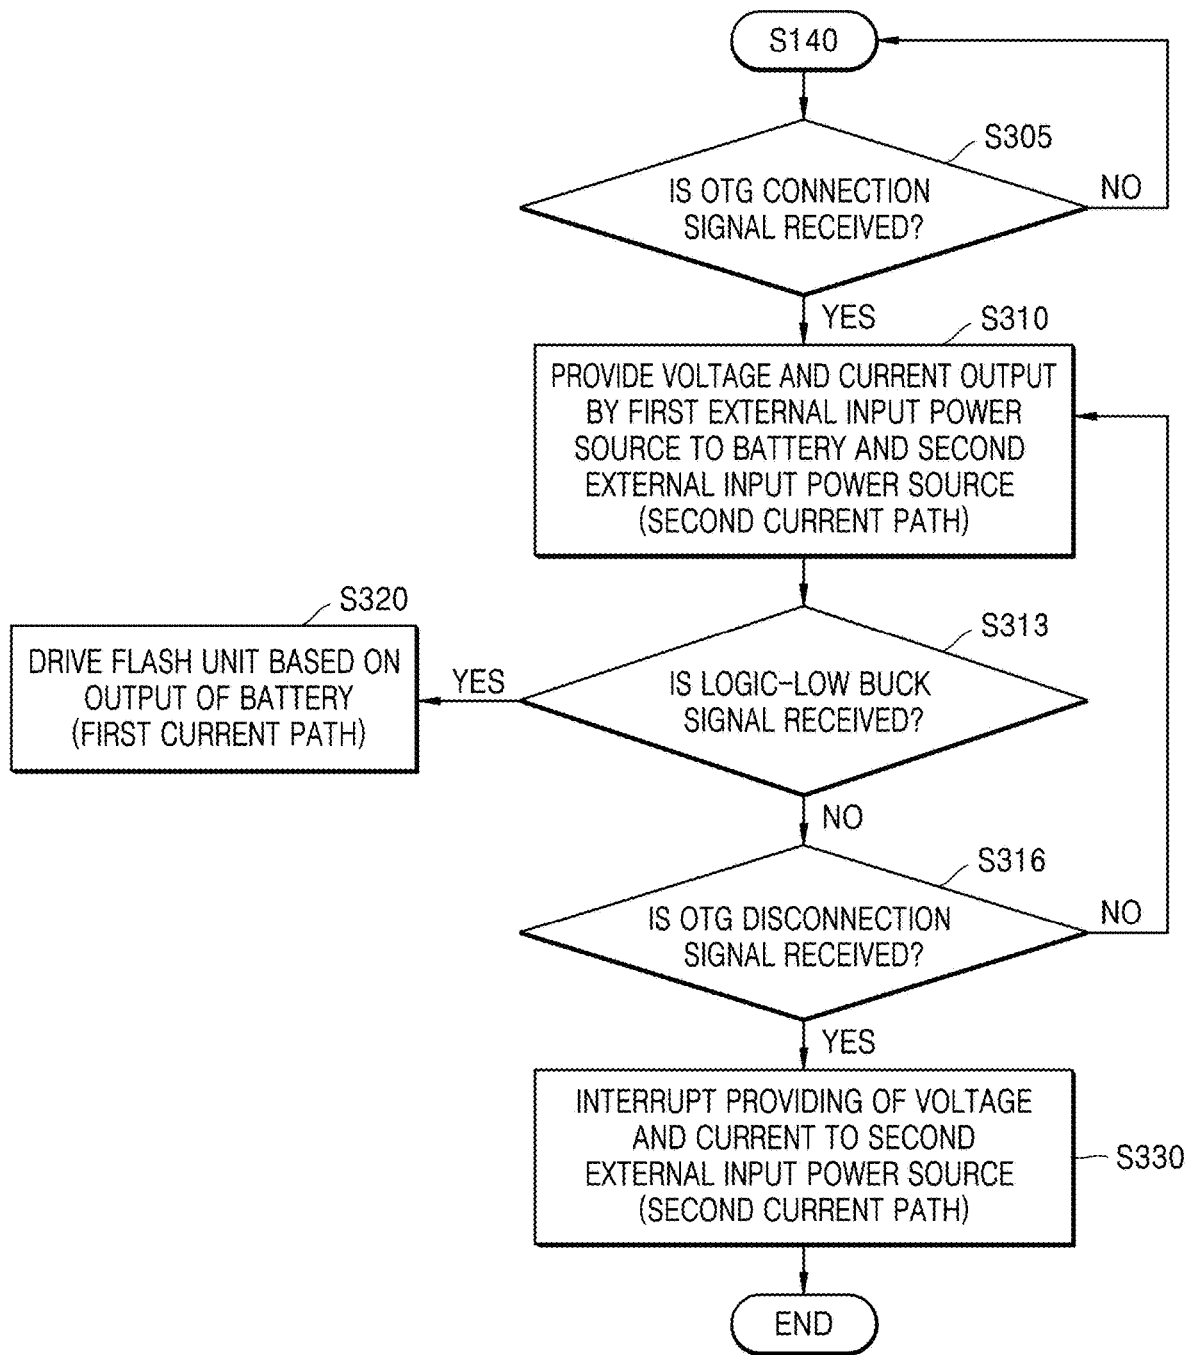 S140
S305
IS OTG CONNECTION
SIGNAL RECEIVED?
NO
YES
S310
PROVIDE VOLTAGE AND CURRENT OUTPUT
BY FIRST EXTERNAL INPUT POWER
SOURCE TO BATTERY AND SECOND
EXTERNAL INPUT POWER SOURCE
(SECOND CURRENT PATH)
S320
DRIVE FLASH UNIT BASED ON
OUTPUT OF BATTERY
(FIRST CURRENT PATH)
YES
S313
IS LOGIC-LOW BUCK
SIGNAL RECEIVED?
NO
S316
IS OTG DISCONNECTION
SIGNAL RECEIVED?
NO
YES
INTERRUPT PROVIDING OF VOLTAGE
AND CURRENT TO SECOND
EXTERNAL INPUT POWER SOURCE
(SECOND CURRENT PATH)
S330
END